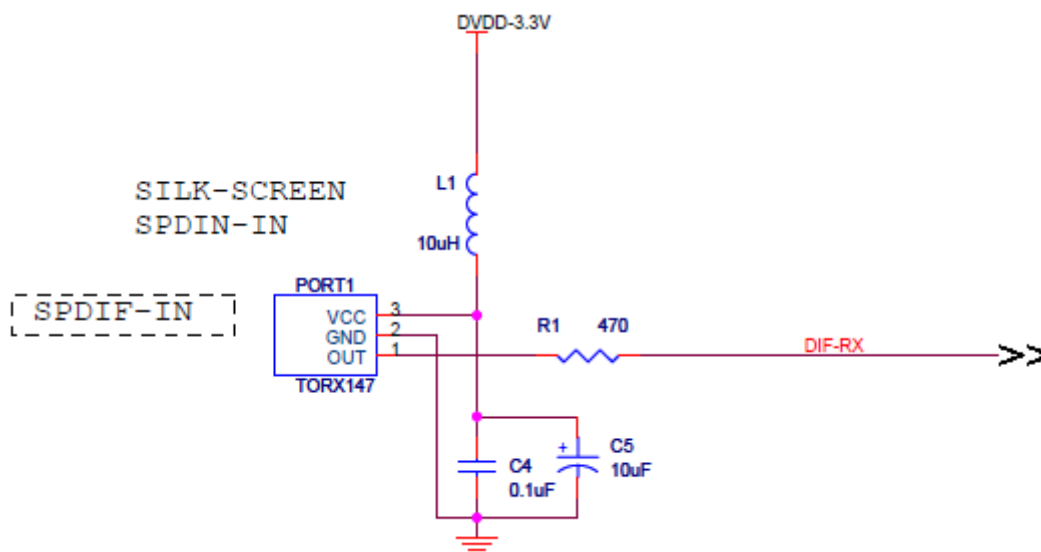 DVDD-3.3V
L1
10uH
SILK-SCREEN
SPDIN-IN
SPDIF-IN
PORT1
VCC 3
GND 2
OUT 1
TORX147
R1 470
DIF-RX
C4
0.1uF
C5
10uF
+